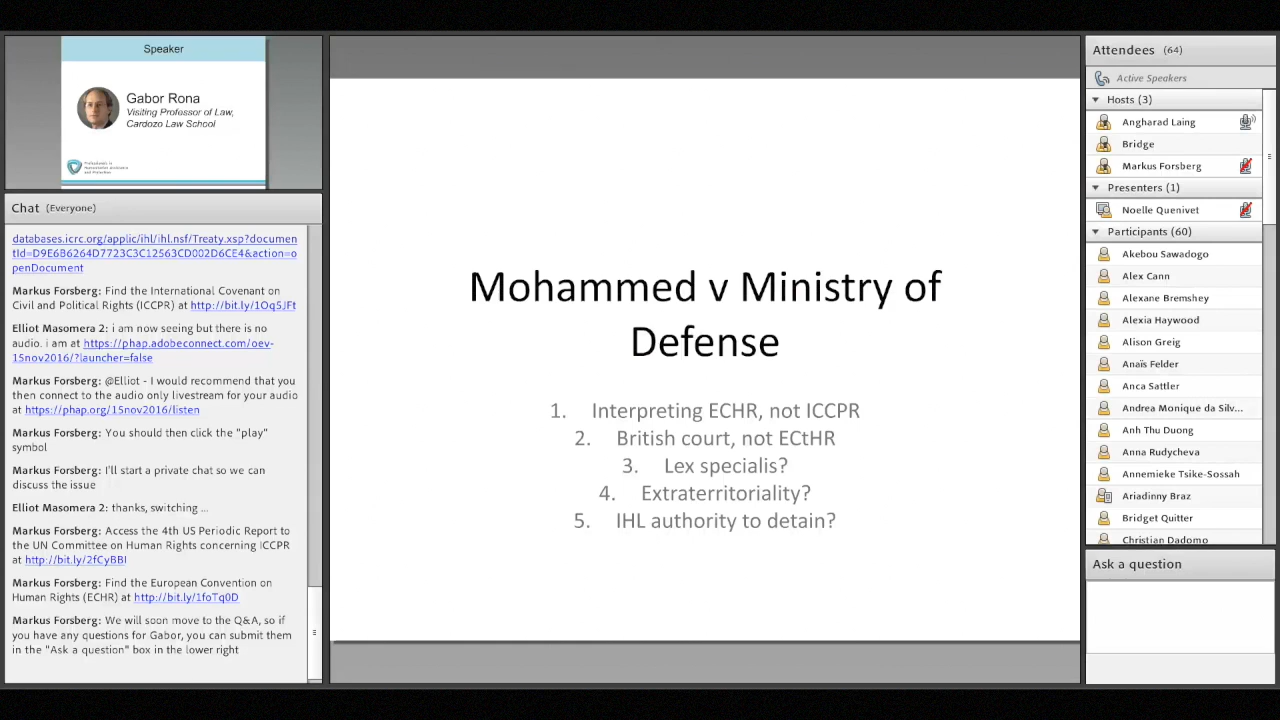 Speaker
Gabor Rona
Visiting Professor of Law,
Cardozo Law School
Professionals in
Humanitarian Assistance
and Protection
Chat (Everyone)
databases.icrc.org/applic/ihl/ihl.nsf/Treaty.xsp?documen
tId=D9E6B6264D7723C3C12563CD002D6CE4&action=o
penDocument
Markus Forsberg: Find the International Covenant on
Civil and Political Rights (ICCPR) at http://bit.ly/1Oq5JFt
Elliot Masomera 2: i am now seeing but there is no
audio. i am at https://phap.adobeconnect.com/oev-
15nov2016/?launcher=false
Markus Forsberg: @Elliot - I would recommend that you
then connect to the audio only livestream for your audio
at https://phap.org/15nov2016/listen
Markus Forsberg: You should then click the "play"
symbol
Markus Forsberg: I'll start a private chat so we can
discuss the issue
Elliot Masomera 2: thanks, switching ...
Markus Forsberg: Access the 4th US Periodic Report to
the UN Committee on Human Rights concerning ICCPR
at http://bit.ly/2fCyBBI
Markus Forsberg: Find the European Convention on
Human Rights (ECHR) at http://bit.ly/1foTq0D
Markus Forsberg: We will soon move to the Q&A, so if
you have any questions for Gabor, you can submit them
in the "Ask a question" box in the lower right
Mohammed v Ministry of
Defense
1. Interpreting ECHR, not ICCPR
2. British court, not ECtHR
3. Lex specialis?
4. Extraterritoriality?
5. IHL authority to detain?
Attendees (64)
Active Speakers
Hosts (3)
Angharad Laing
Bridge
Markus Forsberg
Presenters (1)
Noelle Quenivet
Participants (60)
Akebou Sawadogo
Alex Cann
Alexane Bremshey
Alexia Haywood
Alison Greig
Anaïs Felder
Anca Sattler
Andrea Monique da Silv...
Anh Thu Duong
Anna Rudycheva
Annemieke Tsike-Sossah
Ariadinny Braz
Bridget Quitter
Christian Dadomo
Ask a question